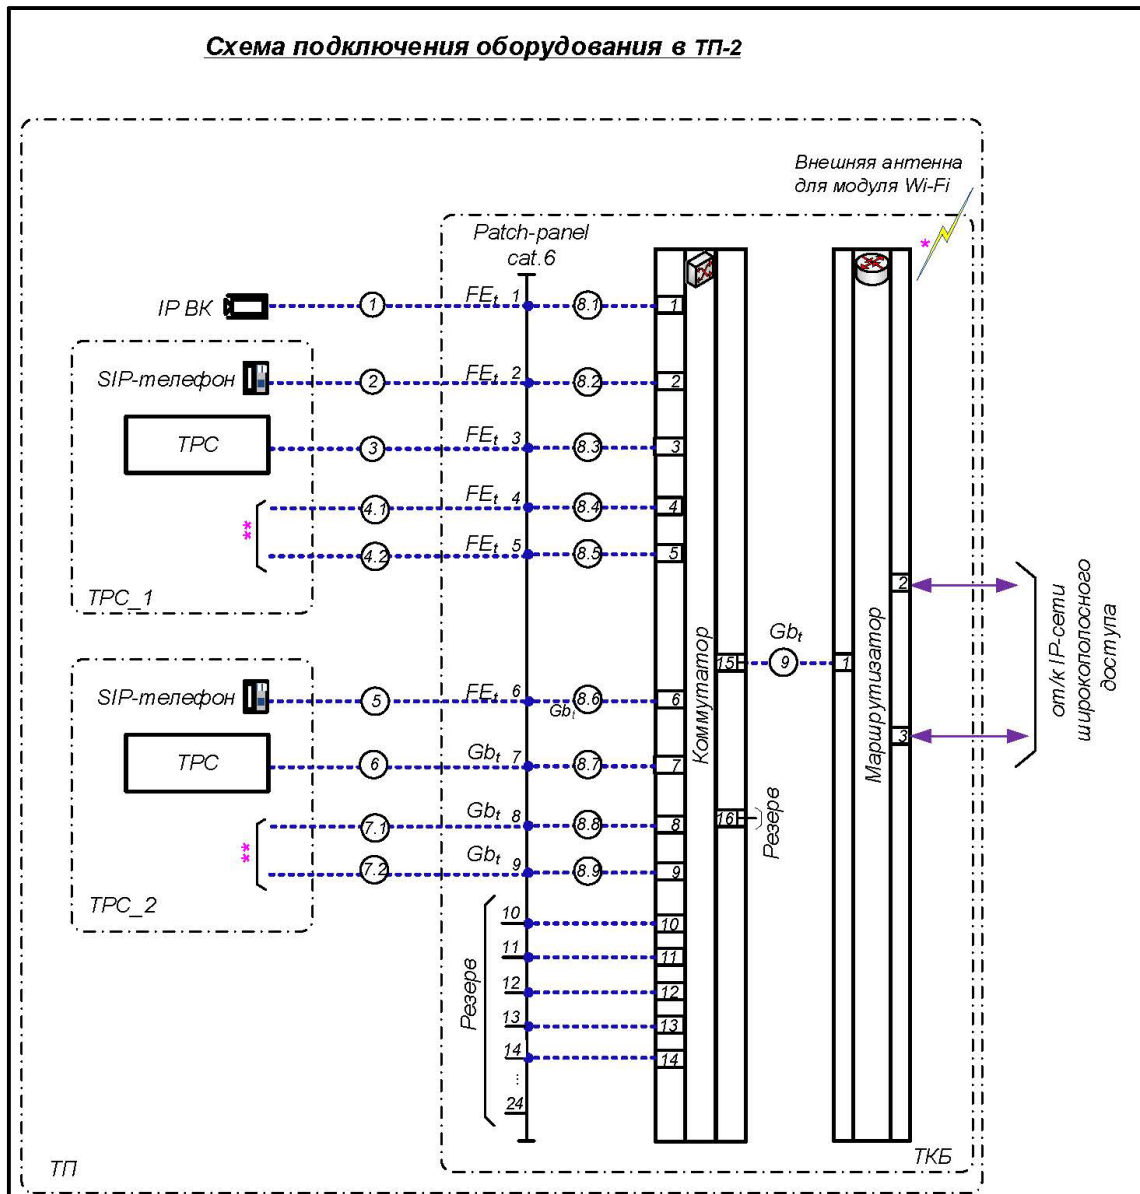 Схема подключения оборудования в ТП-2
Внешняя антенна
для модуля Wi-Fi
*
Patch-panel
cat.6
IP ВК
1
FEt
1
8.1
1
SIP-телефон
2
FEt
2
8.2
2
ТРС
3
FEt
3
8.3
3
**
4.1
FEt
4
8.4
4
4.2
FEt
5
8.5
5
ТРС_1
SIP-телефон
5
FEt
6
8.6
Gbt
6
ТРС
6
Gbt
7
8.7
7
**
7.1
Gbt
8
8.8
8
7.2
Gbt
9
8.9
9
ТРС_2
Резерв
10
10
11
11
12
12
13
13
14
14
...
24
Коммутатор
15
Gbt
9
1
16
Резерв
Маршрутизатор
2
3
от/к IP-сети
широкополосного
доступа
ТП
ТКБ